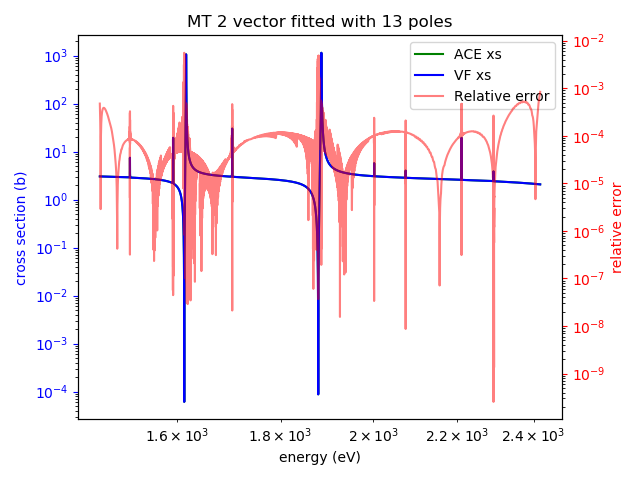 MT 2 vector fitted with 13 poles
ACE xs
VF xs
Relative error
cross section (b)
10³
10²
10¹
10⁰
10⁻¹
10⁻²
10⁻³
10⁻⁴
10⁻²
10⁻³
10⁻⁴
10⁻⁵
10⁻⁶
10⁻⁷
10⁻⁸
10⁻⁹
relative error
1.6 × 10³ 1.8 × 10³ 2 × 10³ 2.2 × 10³ 2.4 × 10³
energy (eV)